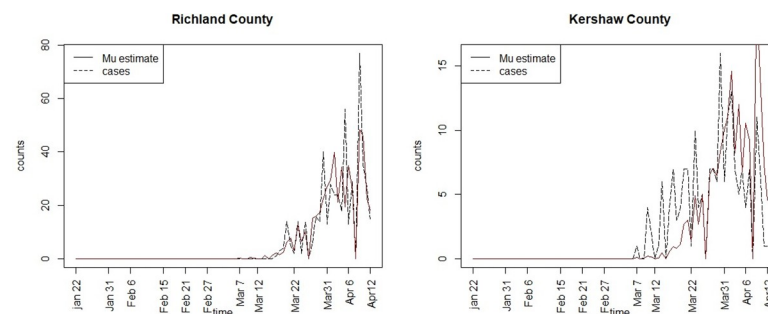 Richland County
Mu estimate
cases
counts
0
20
40
60
80
jan 22
Jan 31
Feb 6
Feb 15
Feb 21
Feb 27
Mar 7
Mar 12
Mar 22
Mar31
Apr 6
Apr12
time
Kershaw County
Mu estimate
cases
counts
0
5
10
15
jan 22
Jan 31
Feb 6
Feb 15
Feb 21
Feb 27
Mar 7
Mar 12
Mar 22
Mar31
Apr 6
Apr12
time